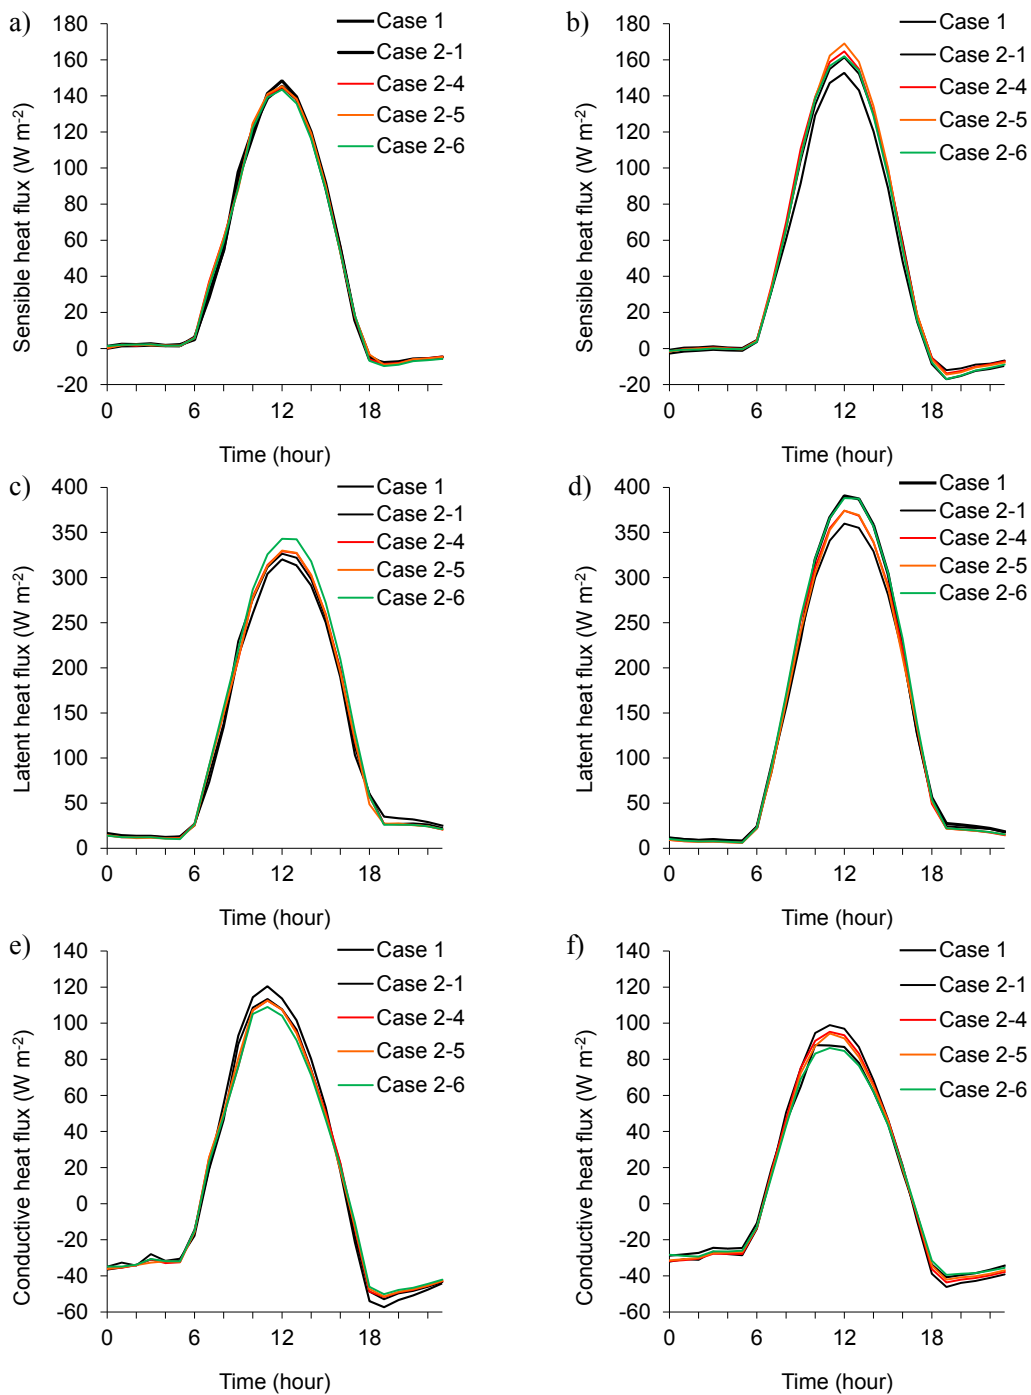 a)
Sensible heat flux (W m-2)
180
160
140
120
100
80
60
40
20
0
-20
0 6 12 18
Time (hour)
Case 1
Case 2-1
Case 2-4
Case 2-5
Case 2-6
b)
Sensible heat flux (W m-2)
180
160
140
120
100
80
60
40
20
0
-20
0 6 12 18
Time (hour)
Case 1
Case 2-1
Case 2-4
Case 2-5
Case 2-6
c)
Latent heat flux (W m-2)
400
350
300
250
200
150
100
50
0
0 6 12 18
Time (hour)
Case 1
Case 2-1
Case 2-4
Case 2-5
Case 2-6
d)
Latent heat flux (W m-2)
400
350
300
250
200
150
100
50
0
0 6 12 18
Time (hour)
Case 1
Case 2-1
Case 2-4
Case 2-5
Case 2-6
e)
Conductive heat flux (W m-2)
140
120
100
80
60
40
20
0
-20
-40
-60
0 6 12 18
Time (hour)
Case 1
Case 2-1
Case 2-4
Case 2-5
Case 2-6
f)
Conductive heat flux (W m-2)
140
120
100
80
60
40
20
0
-20
-40
-60
0 6 12 18
Time (hour)
Case 1
Case 2-1
Case 2-4
Case 2-5
Case 2-6